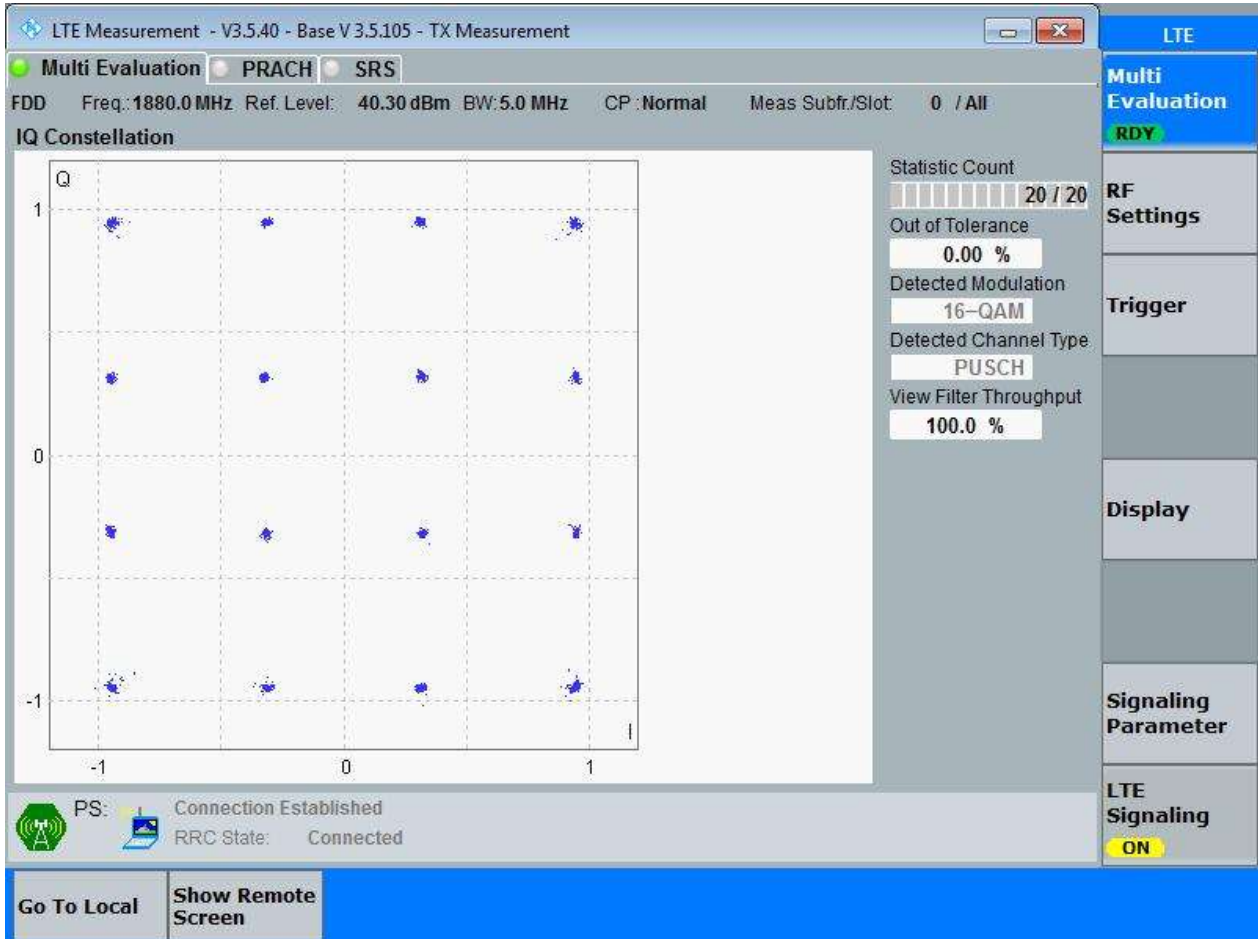 LTE Measurement - V3.5.40 - Base V 3.5.105 - TX Measurement
LTE
Multi Evaluation PRACH SRS
FDD Freq.: 1880.0 MHz Ref. Level: 40.30 dBm BW: 5.0 MHz CP : Normal Meas Subfr./Slot: 0 / All
IQ Constellation
Q
1
0
-1
I
-1 0 1
Statistic Count
20 / 20
Out of Tolerance
0.00 %
Detected Modulation
16-QAM
Detected Channel Type
PUSCH
View Filter Throughput
100.0 %
Multi
Evaluation
RDY
RF
Settings
Trigger
Display
Signaling
Parameter
LTE
Signaling
ON
PS: Connection Established
RRC State: Connected
Go To Local
Show Remote
Screen